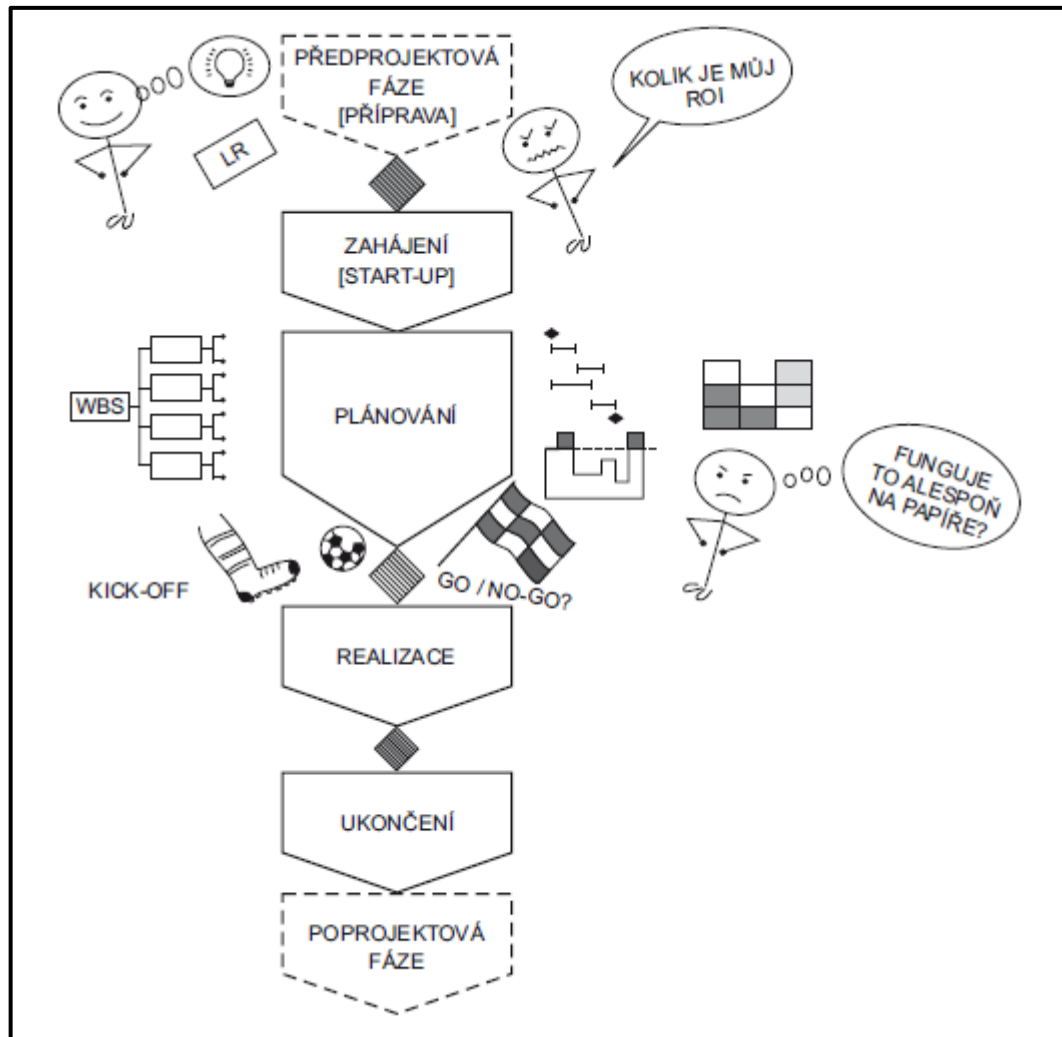 PŘEDPROJEKTOVÁ
FÁZE
[PŘÍPRAVA]
KOLIK JE MŮJ
ROI
LR
ZAHÁJENÍ
[START-UP]
WBS
PLÁNOVÁNÍ
FUNGUJE
TO ALESPOŇ
NA PAPÍŘE?
KICK-OFF
GO / NO-GO?
REALIZACE
UKONČENÍ
POPROJEKTOVÁ
FÁZE